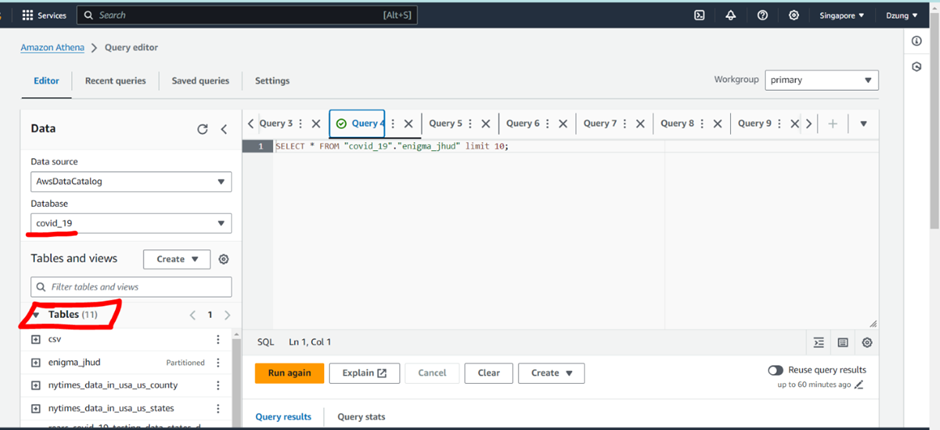 Services
Search
[Alt+S]
Singapore
Dzung
Amazon Athena
Query editor
Editor
Recent queries
Saved queries
Settings
Workgroup
primary
Data
Data source
AwsDataCatalog
Database
covid_19
Tables and views
Create
Filter tables and views
Tables (11)
1
csv
enigma_jhud
Partitioned
nytimes_data_in_usa_us_county
nytimes_data_in_usa_us_states
Query 3
Query 4
Query 5
Query 6
Query 7
Query 8
Query 9
1
SELECT * FROM "covid_19"."enigma_jhud" limit 10;
SQL
Ln 1, Col 1
Run again
Explain
Cancel
Clear
Create
Reuse query results
up to 60 minutes ago
Query results
Query stats